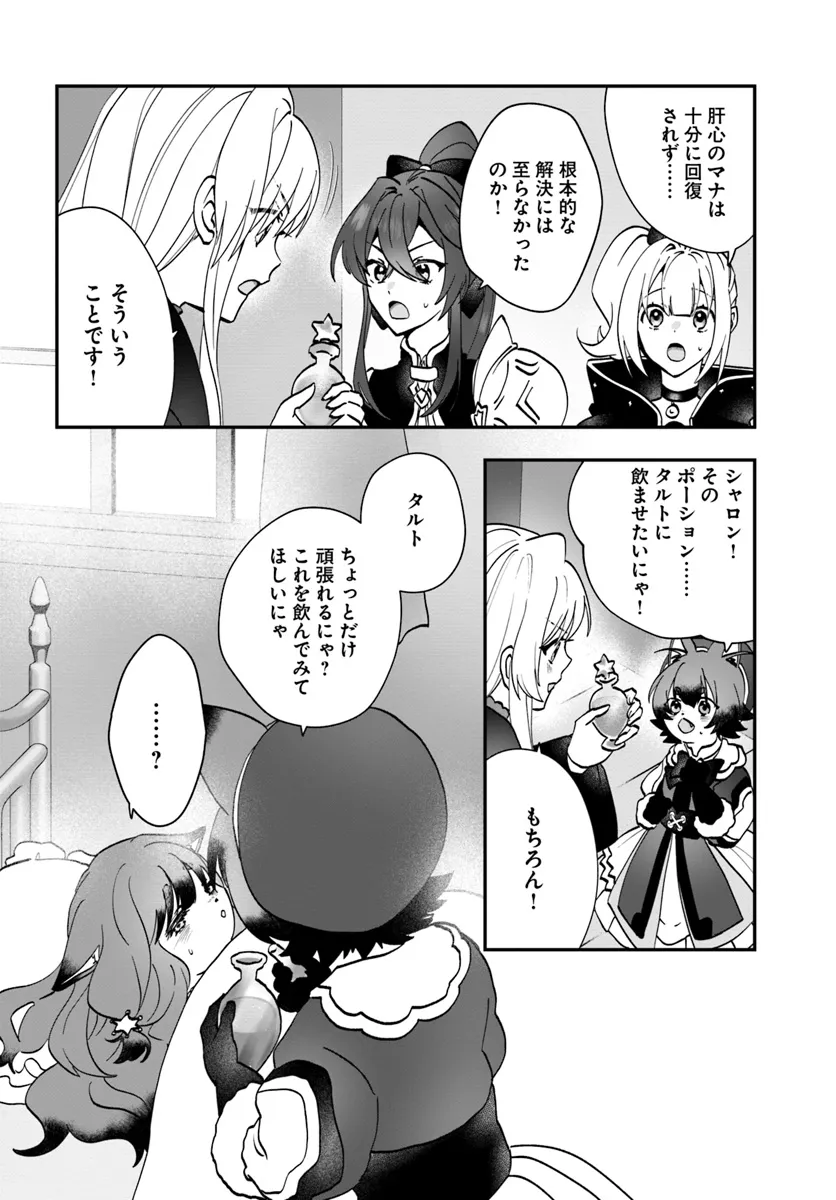 肝心のマナは
十分に回復
されず……
根本的な
解決には
至らなかった
のか！
そういう
ことです！
シャロン！
その
ポーション……
タルトに
飲ませたいにゃ！
もちろん！
タルト
ちょっとだけ
頑張れるにゃ？
これを飲んでみて
ほしいにゃ
……？